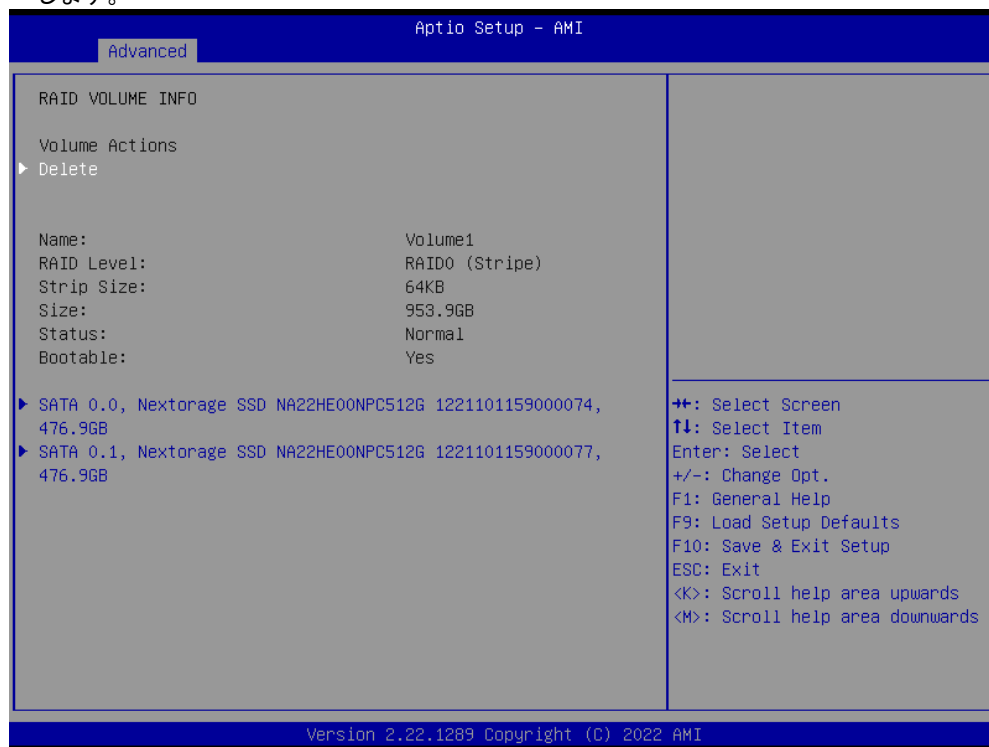 します。
Aptio Setup – AMI
Advanced
RAID VOLUME INFO
Volume Actions
▶ Delete
Name: Volume1
RAID Level: RAID0 (Stripe)
Strip Size: 64KB
Size: 953.9GB
Status: Normal
Bootable: Yes
▶ SATA 0.0, Nextorage SSD NA22HE00NPC512G 1221101159000074,
476.9GB
▶ SATA 0.1, Nextorage SSD NA22HE00NPC512G 1221101159000077,
476.9GB
→←: Select Screen
↑↓: Select Item
Enter: Select
+/-: Change Opt.
F1: General Help
F9: Load Setup Defaults
F10: Save & Exit Setup
ESC: Exit
<K>: Scroll help area upwards
<M>: Scroll help area downwards
Version 2.22.1289 Copyright (C) 2022 AMI